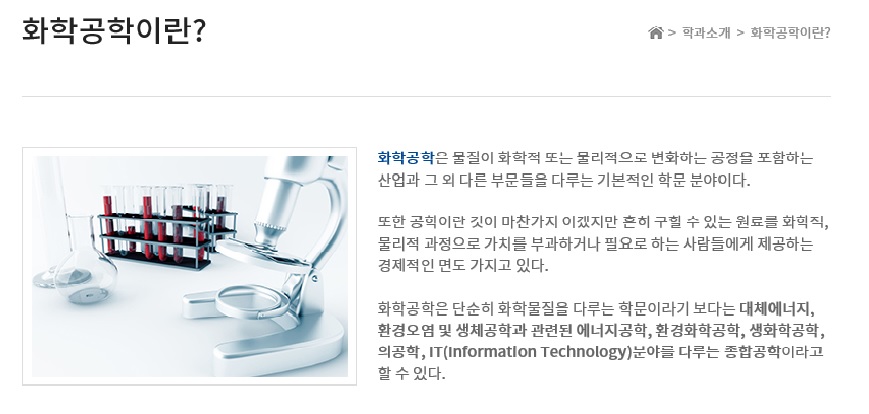 화학공학이란?
> 학과소개 > 화학공학이란?
화학공학은 물질이 화학적 또는 물리적으로 변화하는 공정을 포함하는
산업과 그 외 다른 부문들을 다루는 기본적인 학문 분야이다.
또한 공학이란 것이 마찬가지 이겠지만 흔히 구할 수 있는 원료를 화학적,
물리적 과정으로 가치를 부과하거나 필요로 하는 사람들에게 제공하는
경제적인 면도 가지고 있다.
화학공학은 단순히 화학물질을 다루는 학문이라기 보다는 대체에너지,
환경오염 및 생체공학과 관련된 에너지공학, 환경화학공학, 생화학공학,
의공학, IT(Information Technology)분야를 다루는 종합공학이라고
할 수 있다.